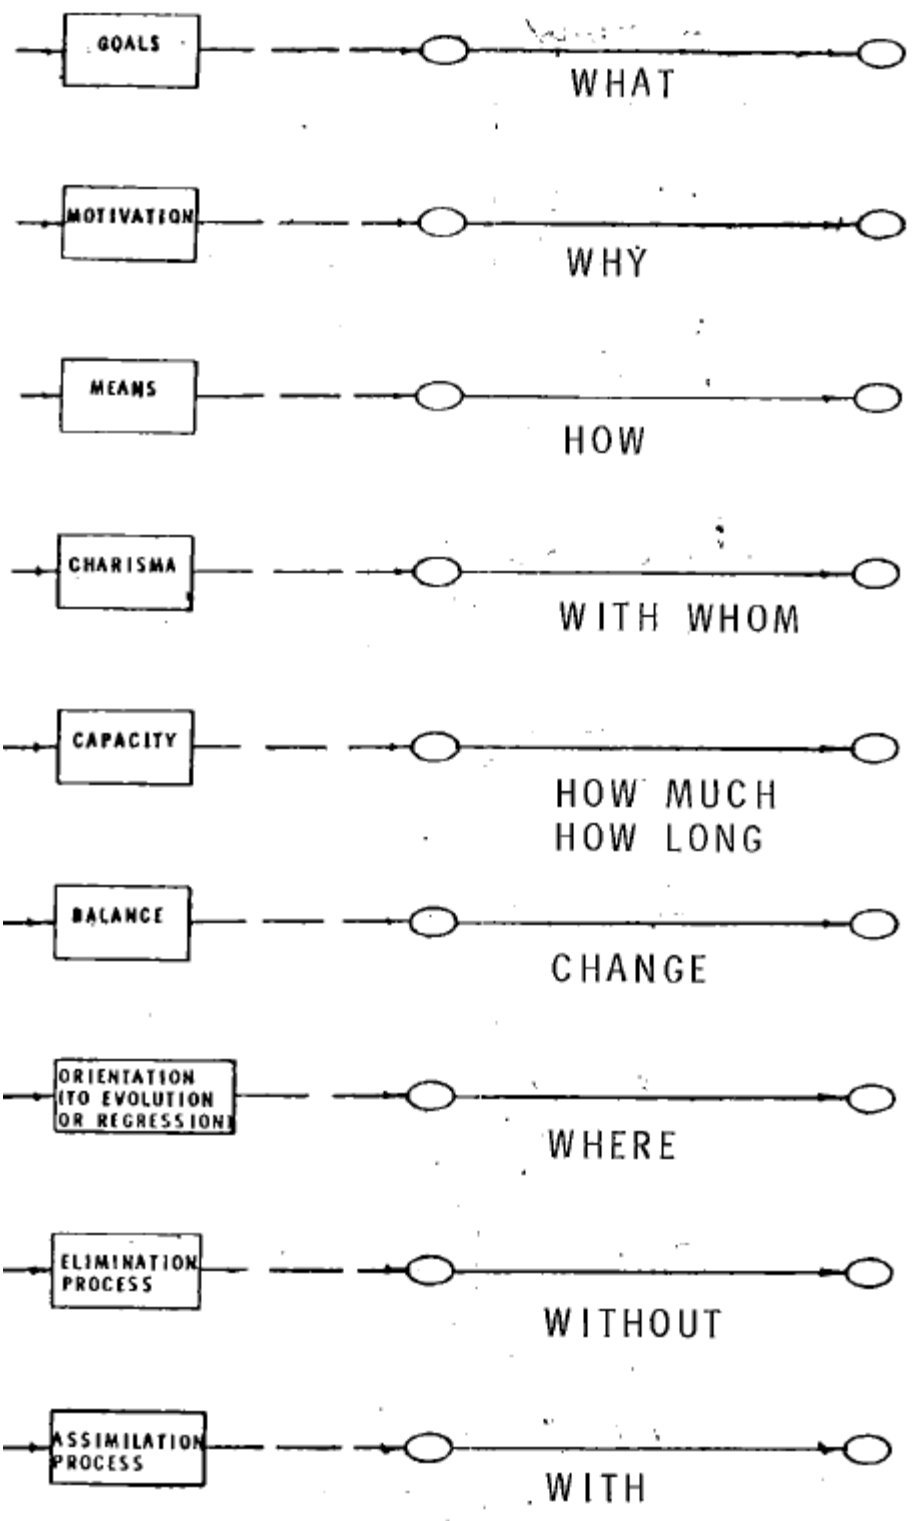 GOALS
WHAT
MOTIVATION
WHY
MEANS
HOW
CHARISMA
WITH WHOM
CAPACITY
HOW MUCH
HOW LONG
BALANCE
CHANGE
ORIENTATION
(TO EVOLUTION
OR REGRESSION)
WHERE
ELIMINATION
PROCESS
WITHOUT
ASSIMILATION
PROCESS
WITH